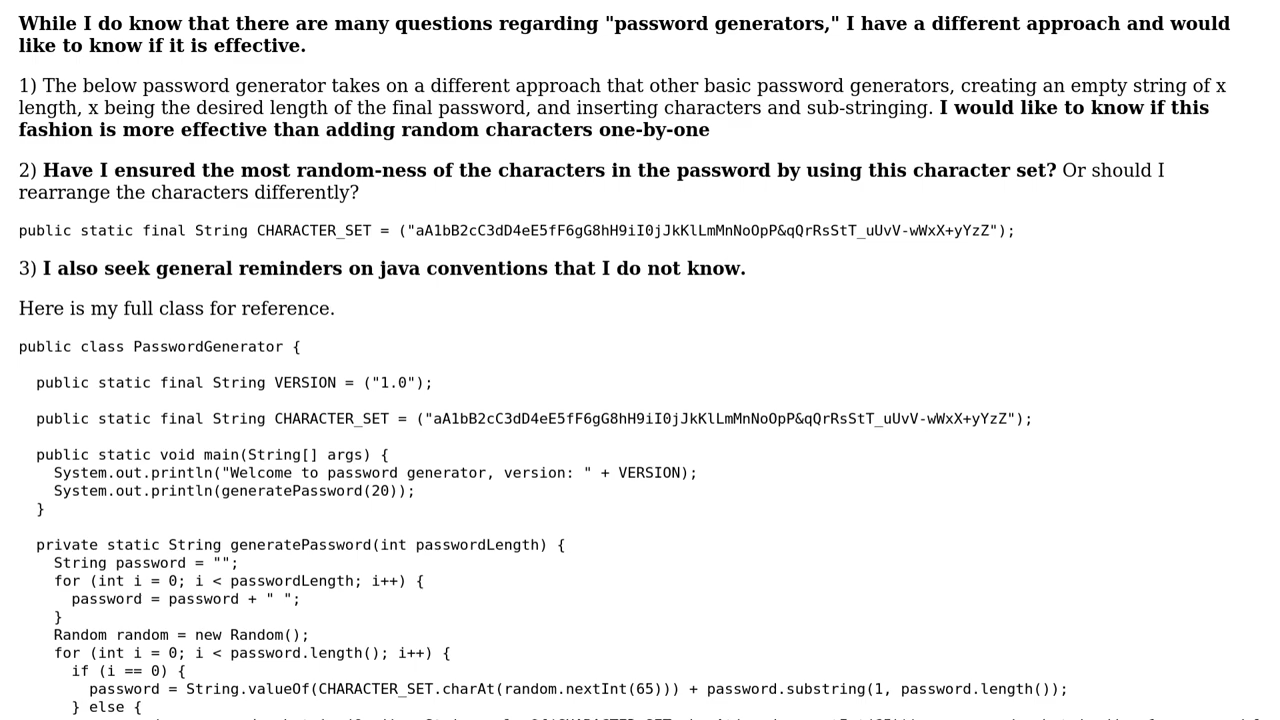 While I do know that there are many questions regarding "password generators," I have a different approach and would
like to know if it is effective.
1) The below password generator takes on a different approach that other basic password generators, creating an empty string of x
length, x being the desired length of the final password, and inserting characters and sub-stringing. I would like to know if this
fashion is more effective than adding random characters one-by-one
2) Have I ensured the most random-ness of the characters in the password by using this character set? Or should I
rearrange the characters differently?
public static final String CHARACTER_SET = ("aA1bB2cC3dD4eE5fF6gG8hH9iI0jJkKlLmMnNoOpP&qQrRsStT_uUvV-wWxX+yYzZ");
3) I also seek general reminders on java conventions that I do not know.
Here is my full class for reference.
public class PasswordGenerator {
public static final String VERSION = ("1.0");
public static final String CHARACTER_SET = ("aA1bB2cC3dD4eE5fF6gG8hH9iI0jJkKlLmMnNoOpP&qQrRsStT_uUvV-wWxX+yYzZ");
public static void main(String[] args) {
System.out.println("Welcome to password generator, version: " + VERSION);
System.out.println(generatePassword(20));
}
private static String generatePassword(int passwordLength) {
String password = "";
for (int i = 0; i < passwordLength; i++) {
password = password + " ";
}
Random random = new Random();
for (int i = 0; i < password.length(); i++) {
if (i == 0) {
password = String.valueOf(CHARACTER_SET.charAt(random.nextInt(65))) + password.substring(1, password.length());
} else {